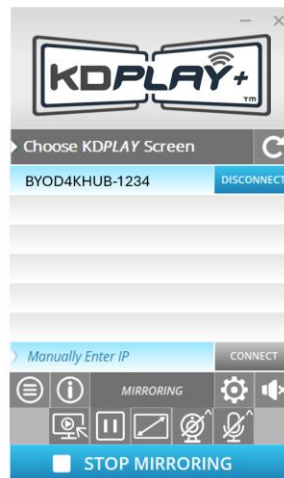 KDPLAY+
TM
Choose KDPLAY Screen
BYOD4KHUB-1234 DISCONNECT
Manually Enter IP CONNECT
MIRRORING
STOP MIRRORING